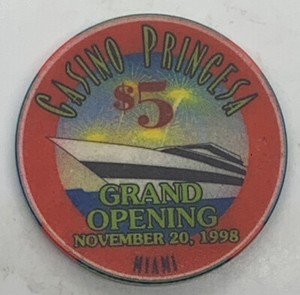 CASINO PRINCESA
$5
GRAND
OPENING
NOVEMBER 20, 1998
MIAMI